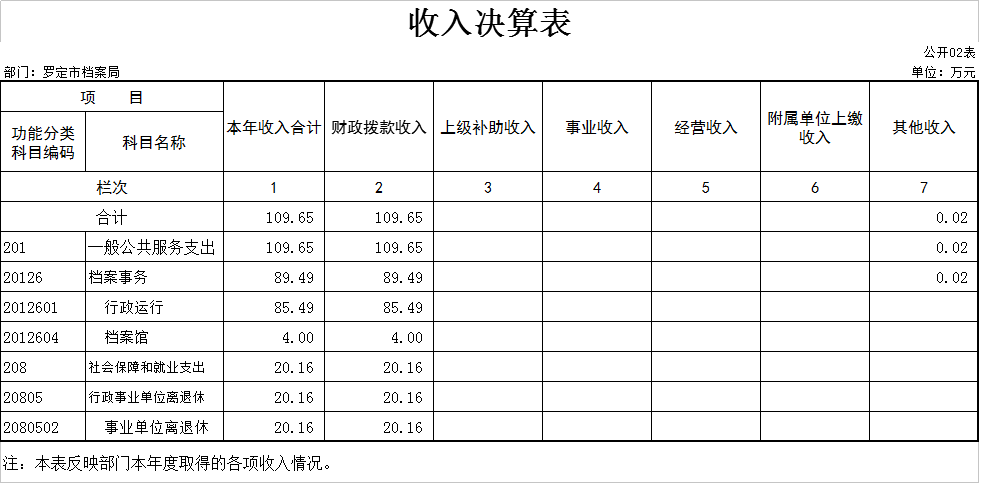 收入决算表
公开02表
部门：罗定市档案局 单位：万元
项 目 本年收入合计 财政拨款收入 上级补助收入 事业收入 经营收入 附属单位上缴收入 其他收入
功能分类科目编码 科目名称
栏次 1 2 3 4 5 6 7
合计 109.65 109.65 0.02
201 一般公共服务支出 109.65 109.65 0.02
20126 档案事务 89.49 89.49 0.02
2012601 行政运行 85.49 85.49
2012604 档案馆 4.00 4.00
208 社会保障和就业支出 20.16 20.16
20805 行政事业单位离退休 20.16 20.16
2080502 事业单位离退休 20.16 20.16
注：本表反映部门本年度取得的各项收入情况。